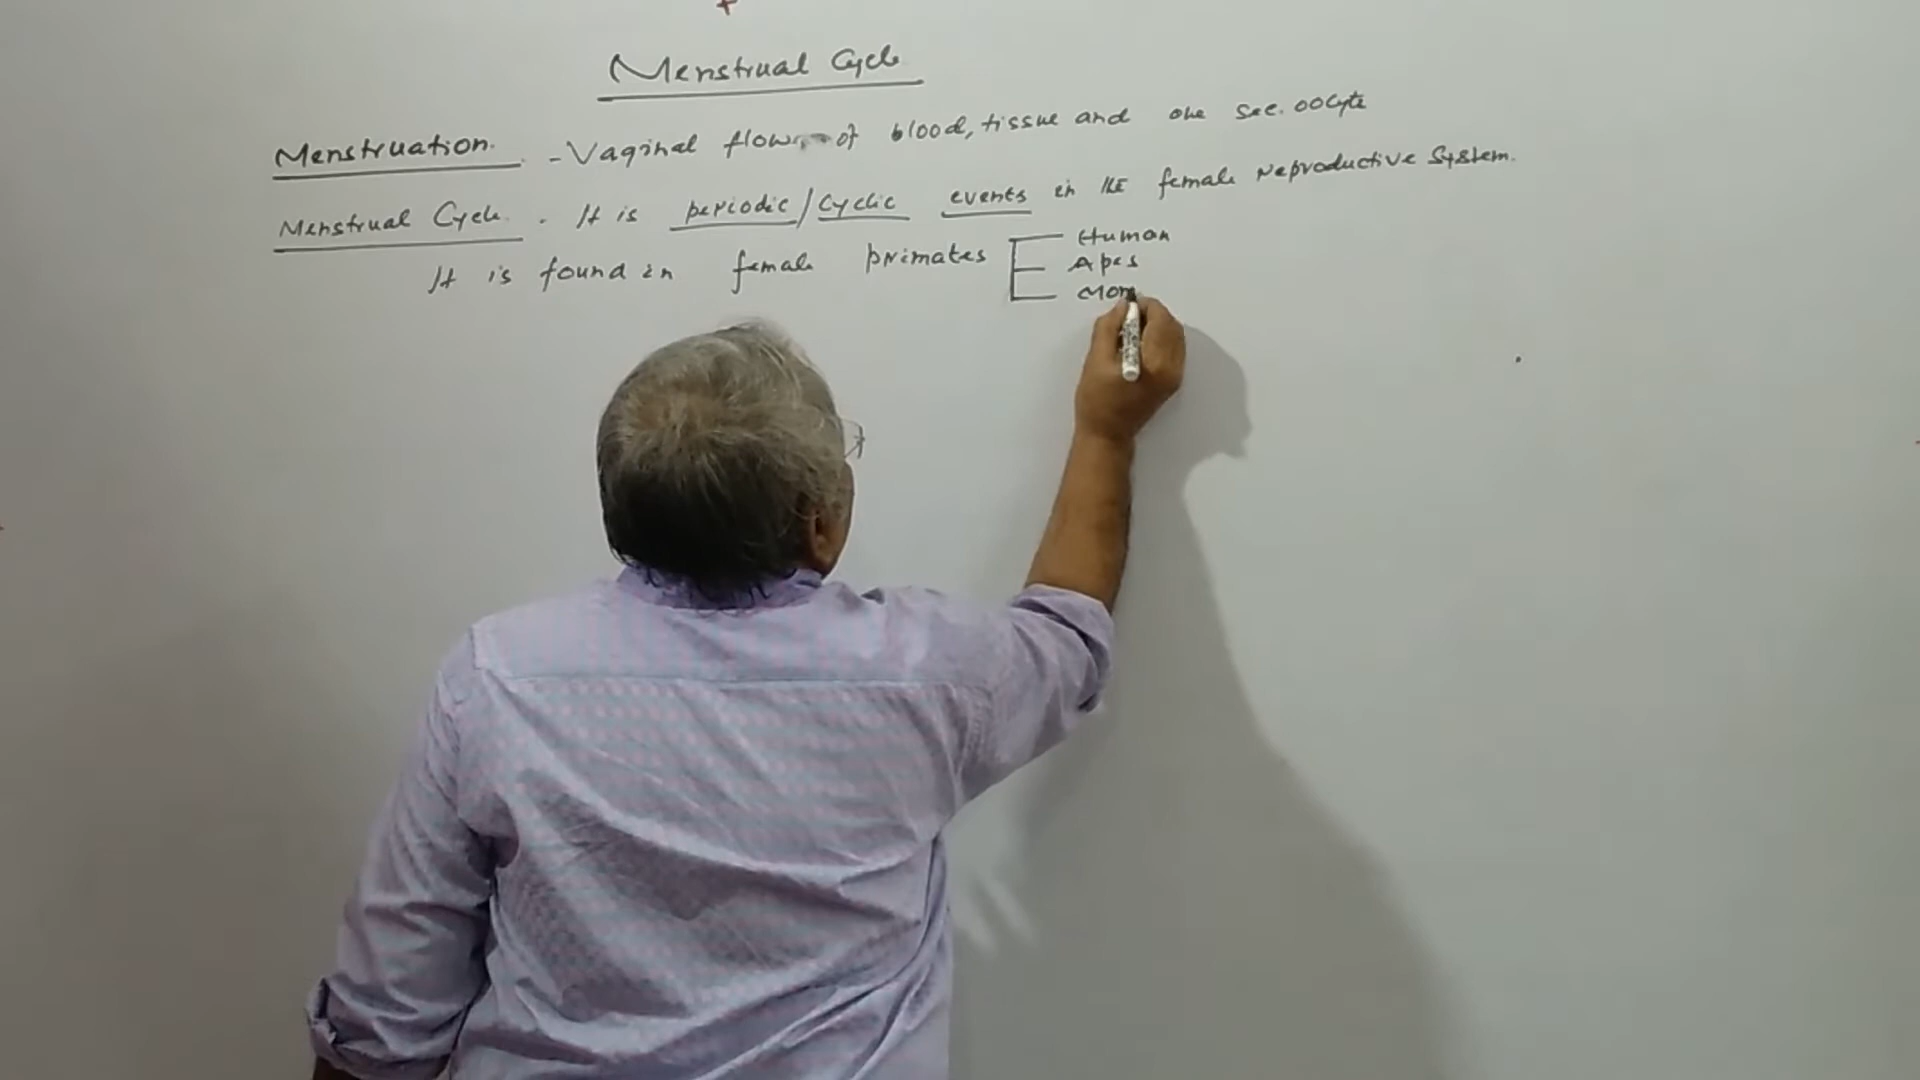 Menstrual Cycle
Menstruation. - Vaginal flow of blood, tissue and one sec. oocyte
Menstrual Cycle. - It is periodic/Cyclic events in the female reproductive system.
It is found in female primates
Human
Apes
Mon